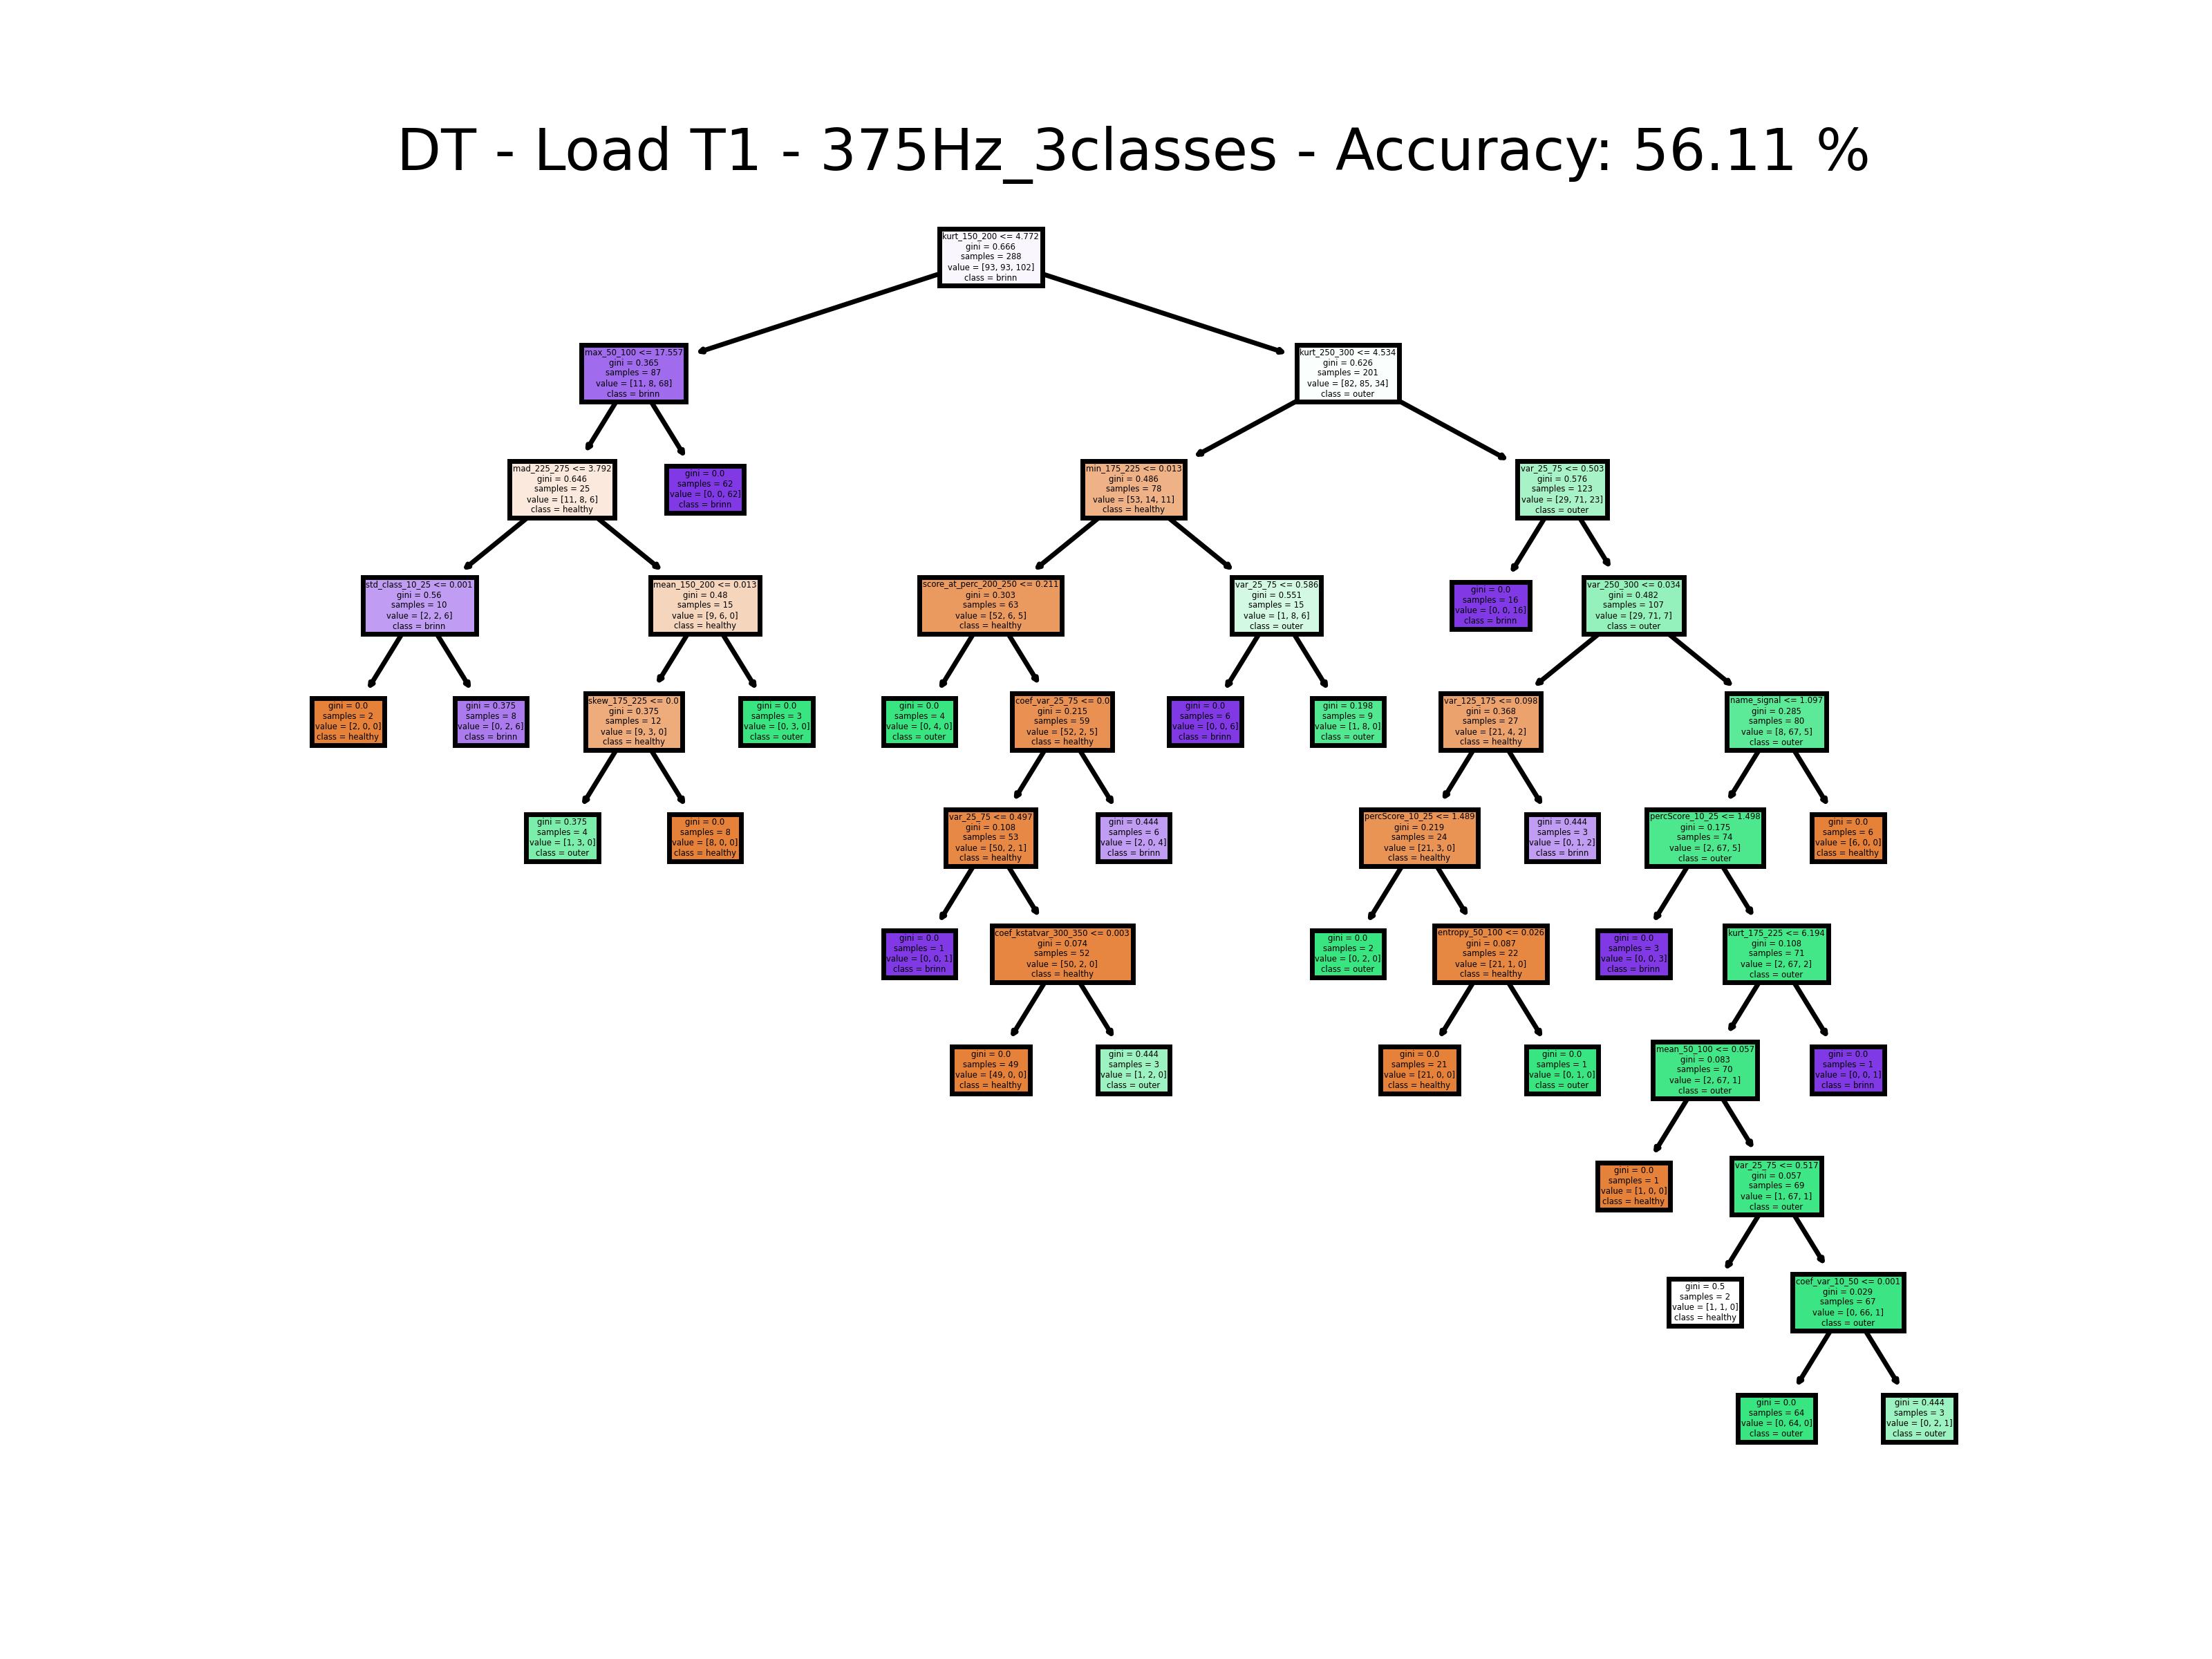 DT - Load T1 - 375Hz_3classes - Accuracy: 56.11 %
kurt_150_200 <= 4.772
gini = 0.666
samples = 288
value = [93, 93, 102]
class = brinn
max_50_100 <= 17.557
gini = 0.365
samples = 87
value = [11, 8, 68]
class = brinn
kurt_250_300 <= 4.534
gini = 0.626
samples = 201
value = [82, 85, 34]
class = outer
mad_225_275 <= 3.792
gini = 0.646
samples = 25
value = [11, 8, 6]
class = healthy
gini = 0.0
samples = 62
value = [0, 0, 62]
class = brinn
min_175_225 <= 0.013
gini = 0.486
samples = 78
value = [53, 14, 11]
class = healthy
var_25_75 <= 0.503
gini = 0.576
samples = 123
value = [29, 71, 23]
class = outer
std_class_10_25 <= 0.001
gini = 0.56
samples = 10
value = [2, 2, 6]
class = brinn
mean_150_200 <= 0.013
gini = 0.48
samples = 15
value = [9, 6, 0]
class = healthy
score_at_perc_200_250 <= 0.211
gini = 0.303
samples = 63
value = [52, 6, 5]
class = healthy
var_25_75 <= 0.586
gini = 0.551
samples = 15
value = [1, 8, 6]
class = outer
gini = 0.0
samples = 16
value = [0, 0, 16]
class = brinn
var_250_300 <= 0.034
gini = 0.482
samples = 107
value = [29, 71, 7]
class = outer
gini = 0.0
samples = 2
value = [2, 0, 0]
class = healthy
gini = 0.375
samples = 8
value = [0, 2, 6]
class = brinn
skew_175_225 <= 0.0
gini = 0.375
samples = 12
value = [9, 3, 0]
class = healthy
gini = 0.0
samples = 3
value = [0, 3, 0]
class = outer
gini = 0.0
samples = 4
value = [0, 4, 0]
class = outer
coef_var_25_75 <= 0.0
gini = 0.215
samples = 59
value = [52, 2, 5]
class = healthy
gini = 0.0
samples = 6
value = [0, 0, 6]
class = brinn
gini = 0.198
samples = 9
value = [1, 8, 0]
class = outer
var_125_175 <= 0.098
gini = 0.368
samples = 27
value = [21, 4, 2]
class = healthy
name_signal <= 1.097
gini = 0.285
samples = 80
value = [8, 67, 5]
class = outer
gini = 0.375
samples = 4
value = [1, 3, 0]
class = outer
gini = 0.0
samples = 8
value = [8, 0, 0]
class = healthy
var_25_75 <= 0.497
gini = 0.108
samples = 53
value = [50, 2, 1]
class = healthy
gini = 0.444
samples = 6
value = [2, 0, 4]
class = brinn
percScore_10_25 <= 1.489
gini = 0.219
samples = 24
value = [21, 3, 0]
class = healthy
gini = 0.444
samples = 3
value = [0, 1, 2]
class = brinn
percScore_10_25 <= 1.498
gini = 0.175
samples = 74
value = [2, 67, 5]
class = outer
gini = 0.0
samples = 6
value = [6, 0, 0]
class = healthy
gini = 0.0
samples = 1
value = [0, 0, 1]
class = brinn
coef_kstatvar_300_350 <= 0.003
gini = 0.074
samples = 52
value = [50, 2, 0]
class = healthy
gini = 0.0
samples = 2
value = [0, 2, 0]
class = outer
entropy_50_100 <= 0.026
gini = 0.087
samples = 22
value = [21, 1, 0]
class = healthy
gini = 0.0
samples = 3
value = [0, 0, 3]
class = brinn
kurt_175_225 <= 6.194
gini = 0.108
samples = 71
value = [2, 67, 2]
class = outer
gini = 0.0
samples = 49
value = [49, 0, 0]
class = healthy
gini = 0.444
samples = 3
value = [1, 2, 0]
class = outer
gini = 0.0
samples = 21
value = [21, 0, 0]
class = healthy
gini = 0.0
samples = 1
value = [0, 1, 0]
class = outer
mean_50_100 <= 0.057
gini = 0.083
samples = 70
value = [2, 67, 1]
class = outer
gini = 0.0
samples = 1
value = [0, 0, 1]
class = brinn
gini = 0.0
samples = 1
value = [1, 0, 0]
class = healthy
var_25_75 <= 0.517
gini = 0.057
samples = 69
value = [1, 67, 1]
class = outer
gini = 0.5
samples = 2
value = [1, 1, 0]
class = healthy
coef_var_10_50 <= 0.001
gini = 0.029
samples = 67
value = [0, 66, 1]
class = outer
gini = 0.0
samples = 64
value = [0, 64, 0]
class = outer
gini = 0.444
samples = 3
value = [0, 2, 1]
class = outer